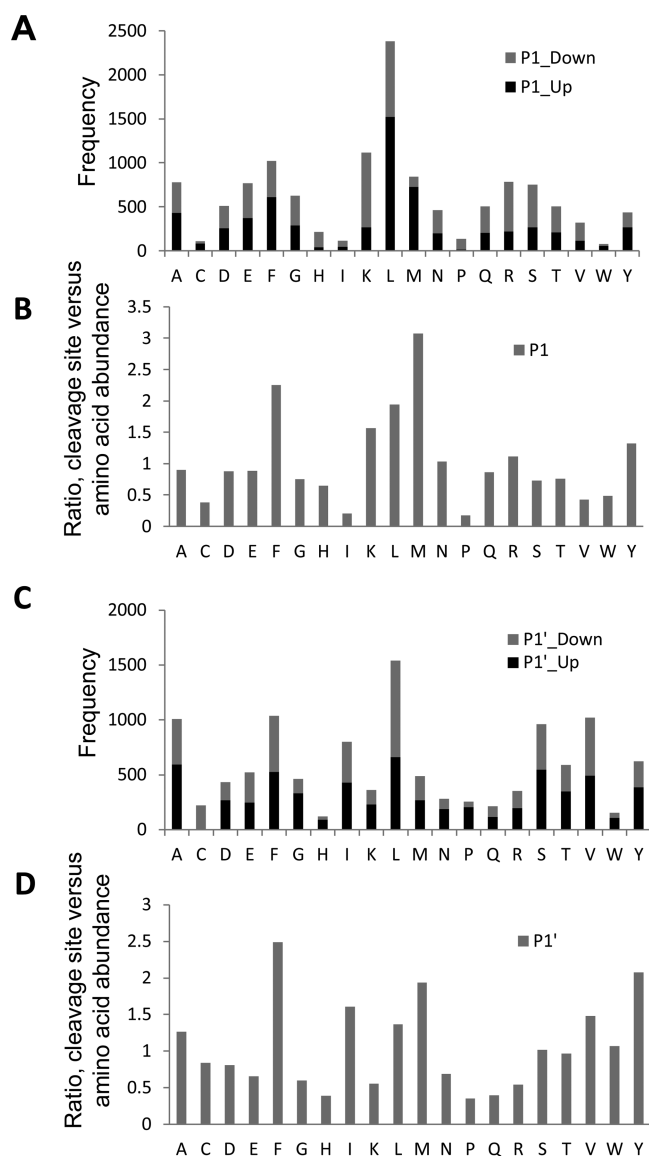 A
2500
2000
1500
1000
500
0
Frequency
P1_Down
P1_Up
A C D E F G H I K L M N P Q R S T V W Y
B
3.5
3
2.5
2
1.5
1
0.5
0
Ratio, cleavage site versus
amino acid abundance
P1
A C D E F G H I K L M N P Q R S T V W Y
C
2000
1500
1000
500
0
Frequency
P1'_Down
P1'_Up
A C D E F G H I K L M N P Q R S T V W Y
D
3
2.5
2
1.5
1
0.5
0
Ratio, cleavage site versus
amino acid abundance
P1'
A C D E F G H I K L M N P Q R S T V W Y